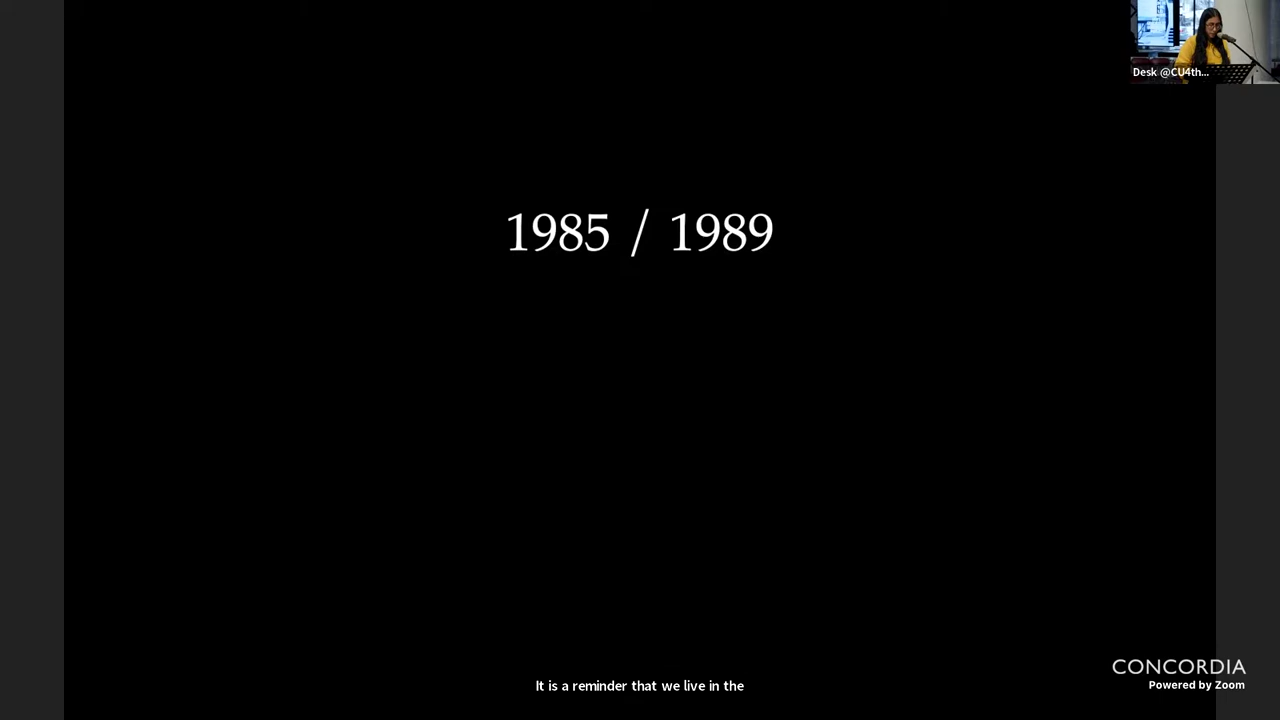 Desk @CU4th...
1985 / 1989
CONCORDIA
Powered by Zoom
It is a reminder that we live in the